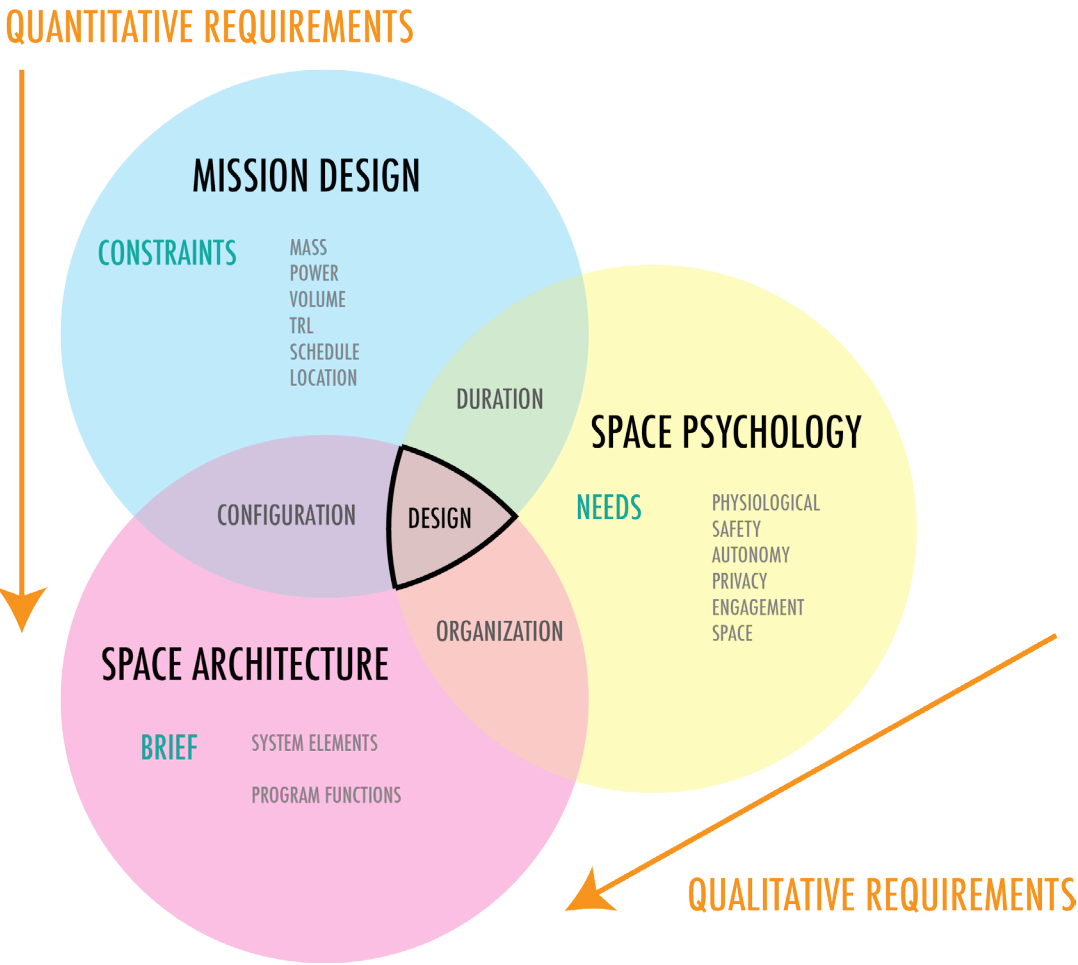 QUANTITATIVE REQUIREMENTS
MISSION DESIGN
CONSTRAINTS
MASS
POWER
VOLUME
TRL
SCHEDULE
LOCATION
DURATION
SPACE PSYCHOLOGY
NEEDS
PHYSIOLOGICAL
SAFETY
AUTONOMY
PRIVACY
ENGAGEMENT
SPACE
CONFIGURATION
DESIGN
ORGANIZATION
SPACE ARCHITECTURE
BRIEF
SYSTEM ELEMENTS
PROGRAM FUNCTIONS
QUALITATIVE REQUIREMENTS